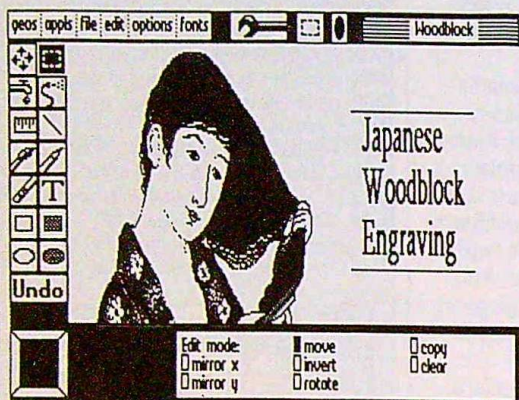 geos appls file edit options fonts Woodblock
Japanese
Woodblock
Engraving
T
Undo
Edit mode: move copy
mirror x invert clear
mirror y rotate